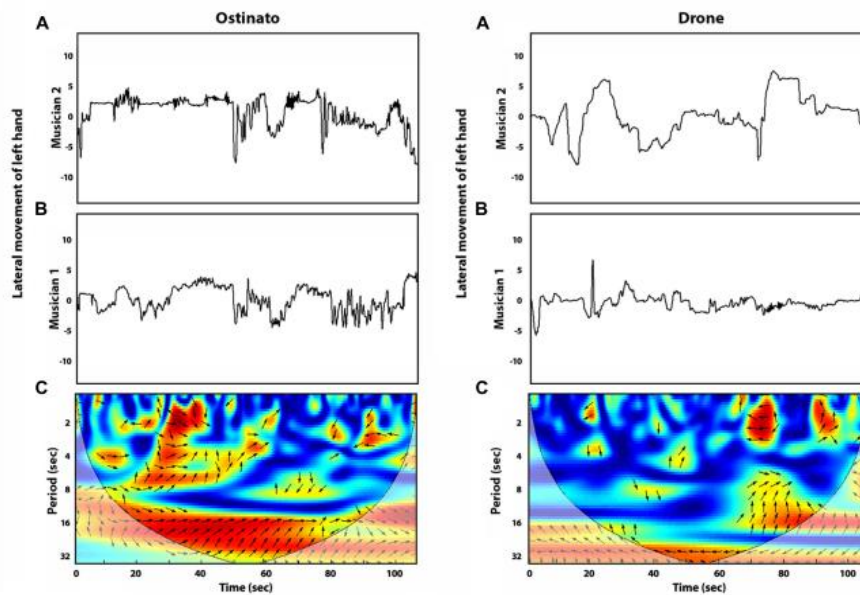 Ostinato
A
Lateral movement of left hand
Musician 2
10
5
0
-5
-10
B
Musician 1
10
5
0
-5
-10
C
Period (sec)
2
4
8
16
32
0 20 40 60 80 100
Time (sec)
Drone
A
Lateral movement of left hand
Musician 2
10
5
0
-5
-10
B
Musician 1
10
5
0
-5
-10
C
Period (sec)
2
4
8
16
32
0 20 40 60 80 100
Time (sec)